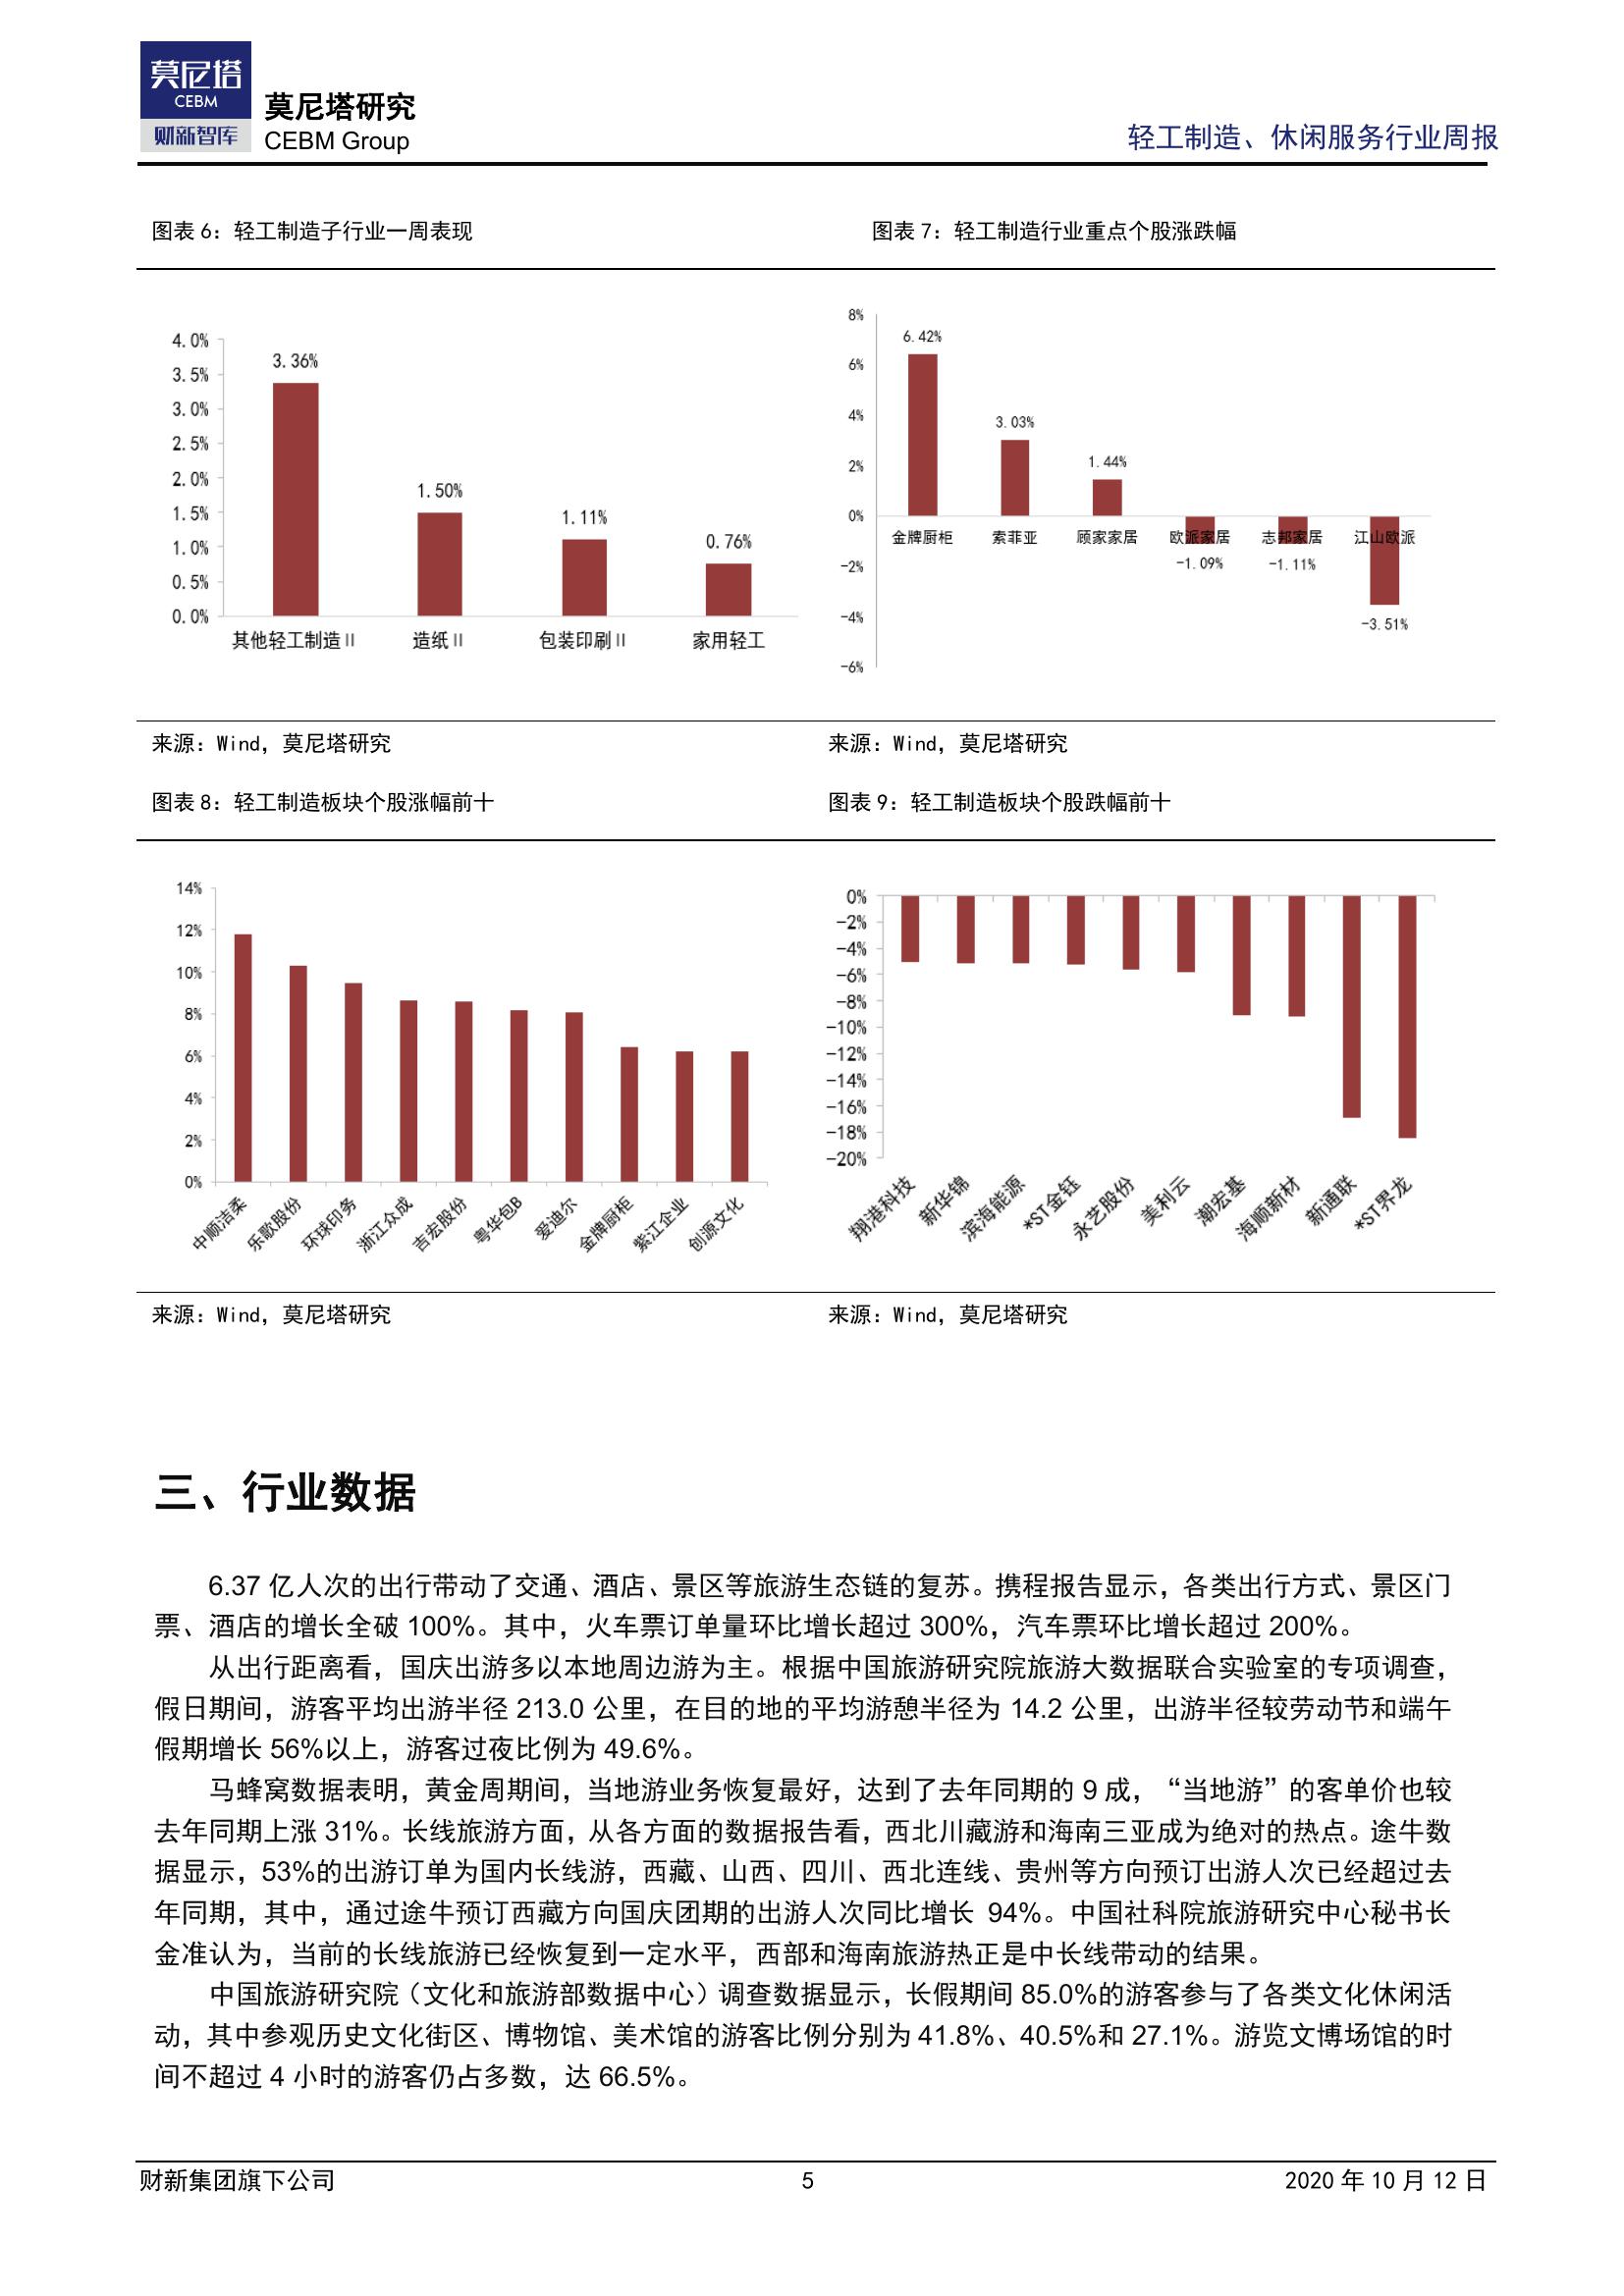 莫尼塔
CEBM
财新智库
莫尼塔研究
CEBM Group
轻工制造、休闲服务行业周报
图表 6：轻工制造子行业一周表现
图表 7：轻工制造行业重点个股涨跌幅
4.0%
3.5%
3.0%
2.5%
2.0%
1.5%
1.0%
0.5%
0.0%
3.36%
1.50%
1.11%
0.76%
其他轻工制造Ⅱ 造纸Ⅱ 包装印刷Ⅱ 家用轻工
8%
6%
4%
2%
0%
-2%
-4%
-6%
6.42%
3.03%
1.44%
金牌厨柜 索菲亚 顾家家居 欧派家居 志邦家居 江山欧派
-1.09%
-1.11%
-3.51%
来源：Wind，莫尼塔研究
来源：Wind，莫尼塔研究
图表 8：轻工制造板块个股涨幅前十
图表 9：轻工制造板块个股跌幅前十
14%
12%
10%
8%
6%
4%
2%
0%
中顺洁柔
乐歌股份
环球印务
浙江众成
吉宏股份
粤华包B
爱迪尔
金牌厨柜
紫江企业
创源文化
0%
-2%
-4%
-6%
-8%
-10%
-12%
-14%
-16%
-18%
-20%
翔港科技
新华锦
滨海能源
*ST金钰
永艺股份
美利云
潮宏基
海顺新材
新通联
*ST界龙
来源：Wind，莫尼塔研究
来源：Wind，莫尼塔研究
三、行业数据
6.37 亿人次的出行带动了交通、酒店、景区等旅游生态链的复苏。携程报告显示，各类出行方式、景区门
票、酒店的增长全破 100%。其中，火车票订单量环比增长超过 300%，汽车票环比增长超过 200%。
从出行距离看，国庆出游多以本地周边游为主。根据中国旅游研究院旅游大数据联合实验室的专项调查，
假日期间，游客平均出游半径 213.0 公里，在目的地的平均游憩半径为 14.2 公里，出游半径较劳动节和端午
假期增长 56%以上，游客过夜比例为 49.6%。
马蜂窝数据表明，黄金周期间，当地游业务恢复最好，达到了去年同期的 9 成，“当地游”的客单价也较
去年同期上涨 31%。长线旅游方面，从各方面的数据报告看，西北川藏游和海南三亚成为绝对的热点。途牛数
据显示，53%的出游订单为国内长线游，西藏、山西、四川、西北连线、贵州等方向预订出游人次已经超过去
年同期，其中，通过途牛预订西藏方向国庆团期的出游人次同比增长 94%。中国社科院旅游研究中心秘书长
金准认为，当前的长线旅游已经恢复到一定水平，西部和海南旅游热正是中长线带动的结果。
中国旅游研究院（文化和旅游部数据中心）调查数据显示，长假期间 85.0%的游客参与了各类文化休闲活
动，其中参观历史文化街区、博物馆、美术馆的游客比例分别为 41.8%、40.5%和 27.1%。游览文博场馆的时
间不超过 4 小时的游客仍占多数，达 66.5%。
财新集团旗下公司
5
2020 年 10 月 12 日